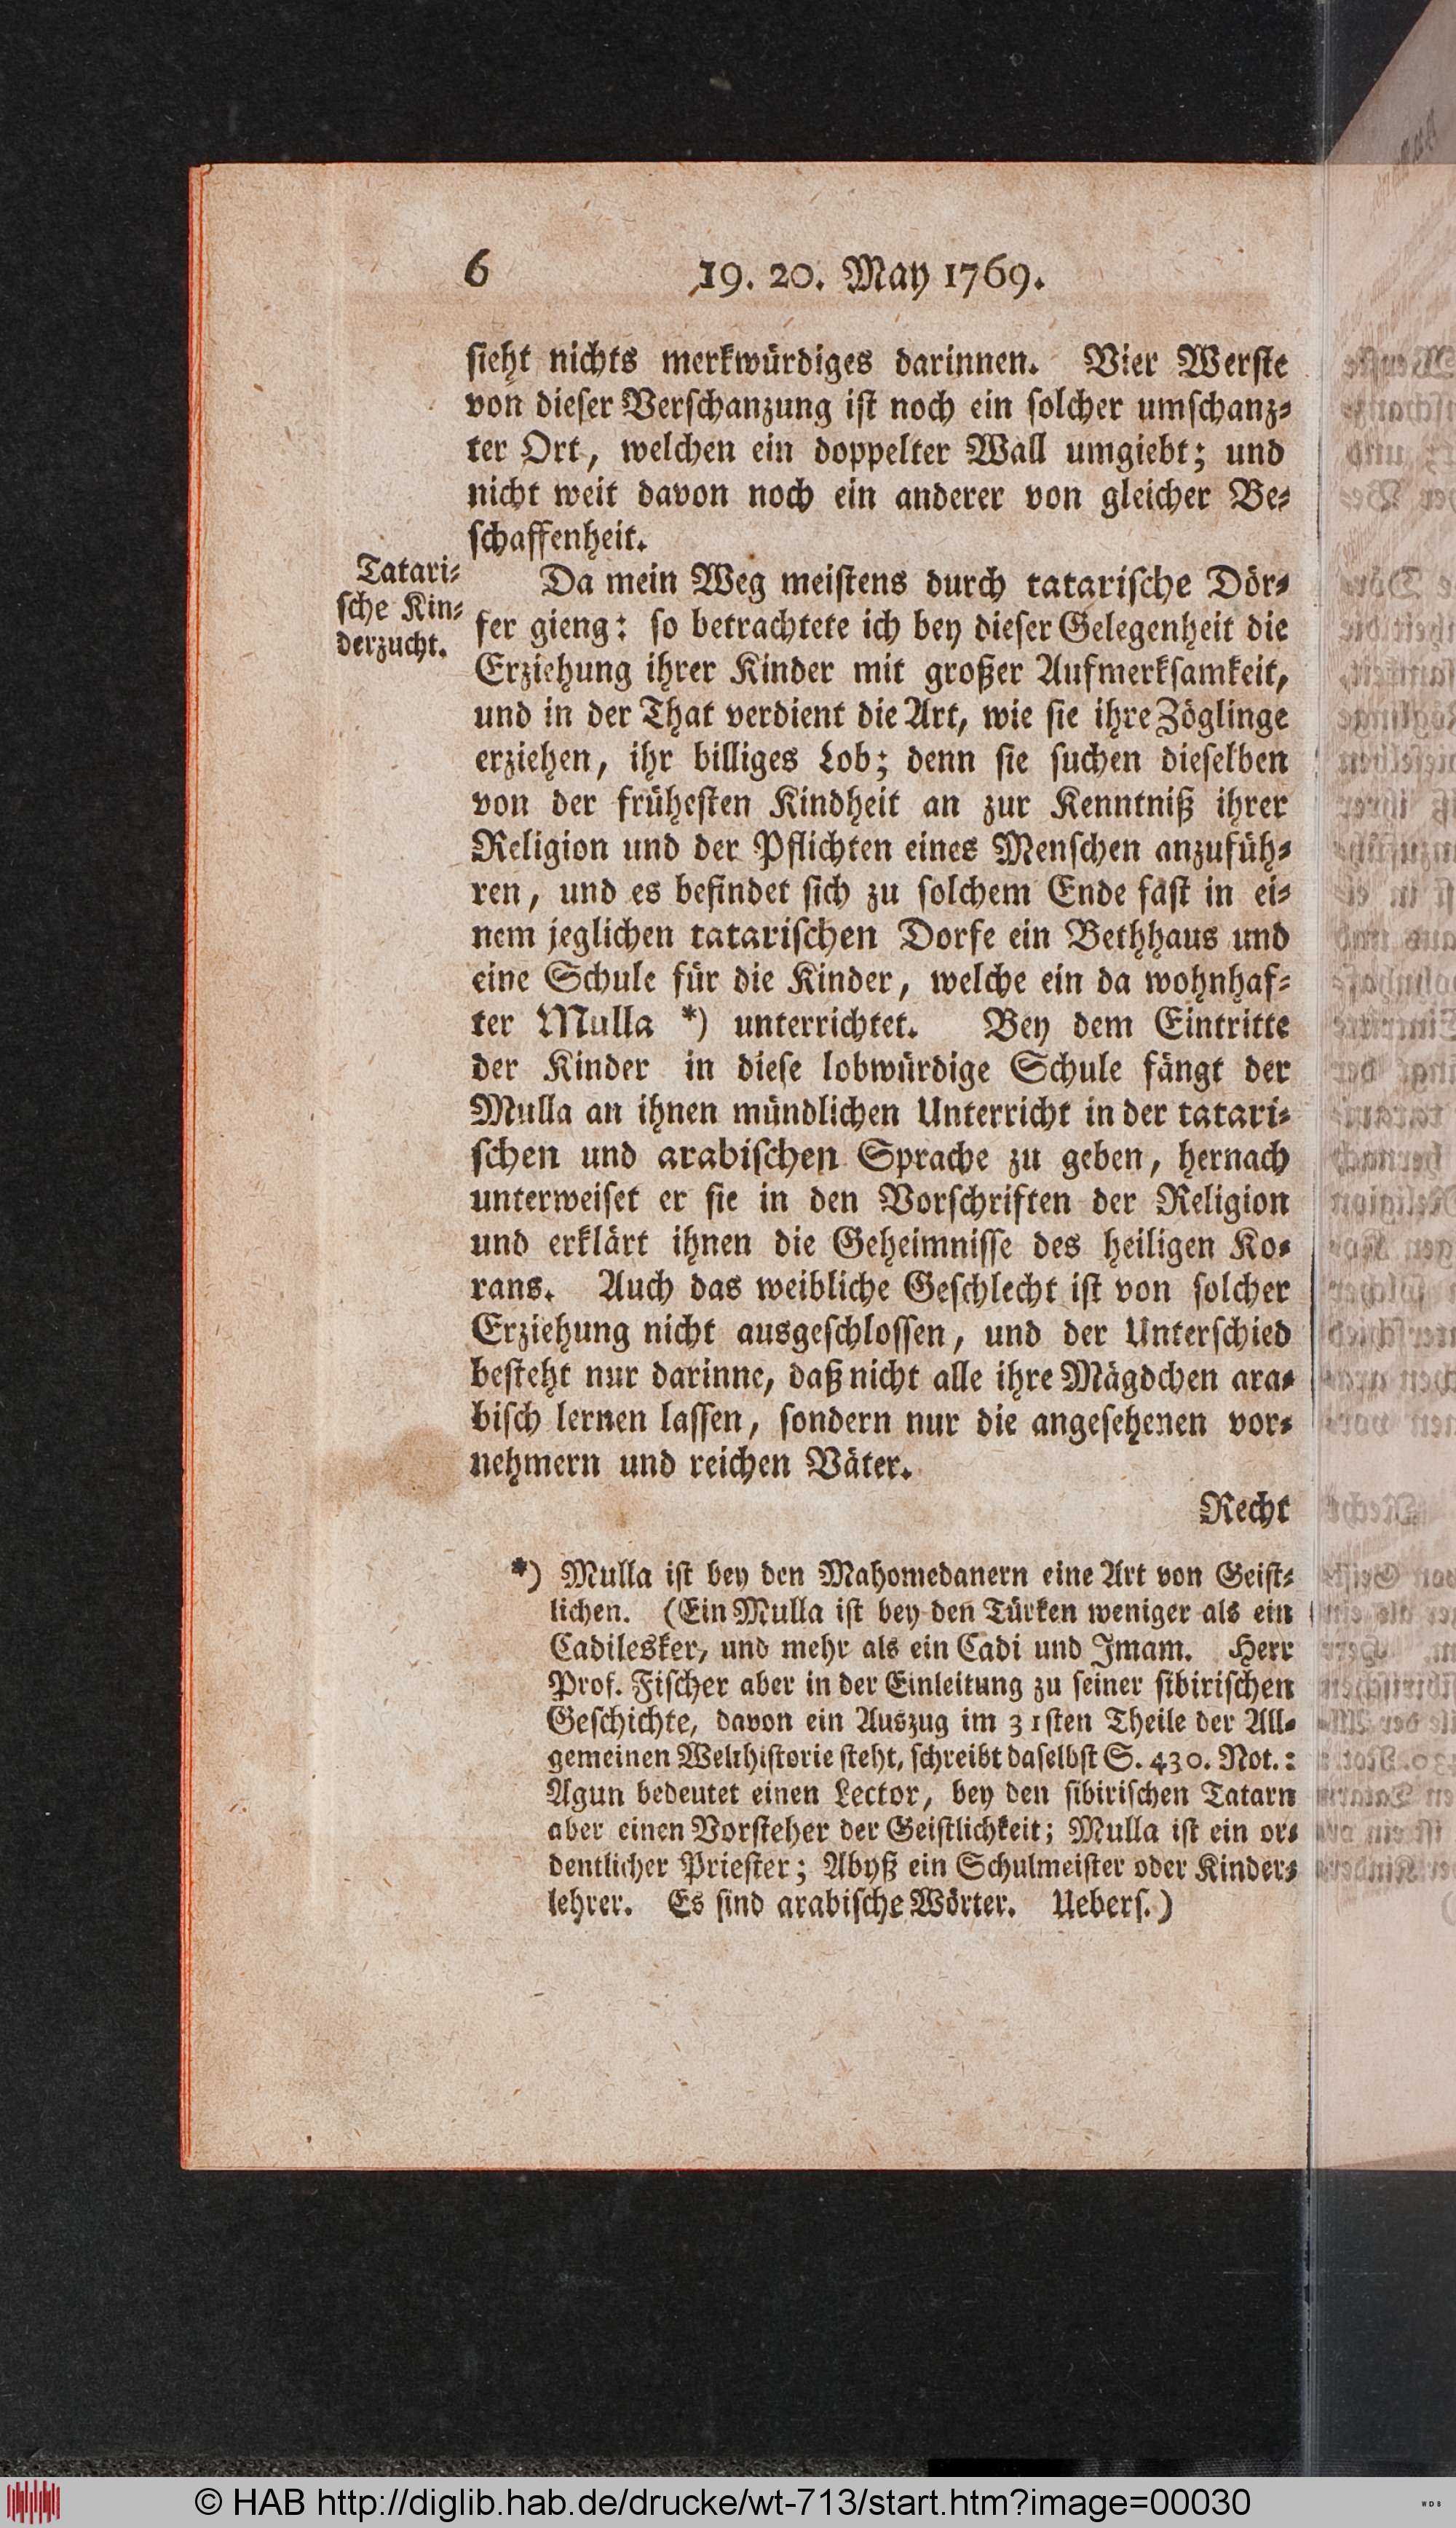 6 19. 20. May 1769.
sieht nichts merkwürdiges darinnen. Vier Werste
von dieser Verschanzung ist noch ein solcher umschanz-
ter Ort, welchen ein doppelter Wall umgiebt; und
nicht weit davon noch ein anderer von gleicher Be-
schaffenheit.
Tatari-
sche Kin-
derzucht.
Da mein Weg meistens durch tatarische Dör-
fer gieng: so betrachtete ich bey dieser Gelegenheit die
Erziehung ihrer Kinder mit großer Aufmerksamkeit,
und in der That verdient die Art, wie sie ihre Zöglinge
erziehen, ihr billiges Lob; denn sie suchen dieselben
von der frühesten Kindheit an zur Kenntniß ihrer
Religion und der Pflichten eines Menschen anzufüh-
ren, und es befindet sich zu solchem Ende fast in ei-
nem jeglichen tatarischen Dorfe ein Bethhaus und
eine Schule für die Kinder, welche ein da wohnhaf-
ter Mulla *) unterrichtet. Bey dem Eintritte
der Kinder in diese lobwürdige Schule fängt der
Mulla an ihnen mündlichen Unterricht in der tatari-
schen und arabischen Sprache zu geben, hernach
unterweiset er sie in den Vorschriften der Religion
und erklärt ihnen die Geheimnisse des heiligen Ko-
rans. Auch das weibliche Geschlecht ist von solcher
Erziehung nicht ausgeschlossen, und der Unterschied
besteht nur darinne, daß nicht alle ihre Mägdchen ara-
bisch lernen lassen, sondern nur die angesehenen vor-
nehmern und reichen Väter.
Recht
*) Mulla ist bey den Mahomedanern eine Art von Geist-
lichen. (Ein Mulla ist bey den Türken weniger als ein
Cadilesker, und mehr als ein Cadi und Imam. Herr
Prof. Fischer aber in der Einleitung zu seiner sibirischen
Geschichte, davon ein Auszug im 31sten Theile der All-
gemeinen Welthistorie steht, schreibt daselbst S. 430. Not.:
Agun bedeutet einen Lector, bey den sibirischen Tatarn
aber einen Vorsteher der Geistlichkeit; Mulla ist ein or-
dentlicher Priester; Abyß ein Schulmeister oder Kinder-
lehrer. Es sind arabische Wörter. Uebers.)
© HAB http://diglib.hab.de/drucke/wt-713/start.htm?image=00030